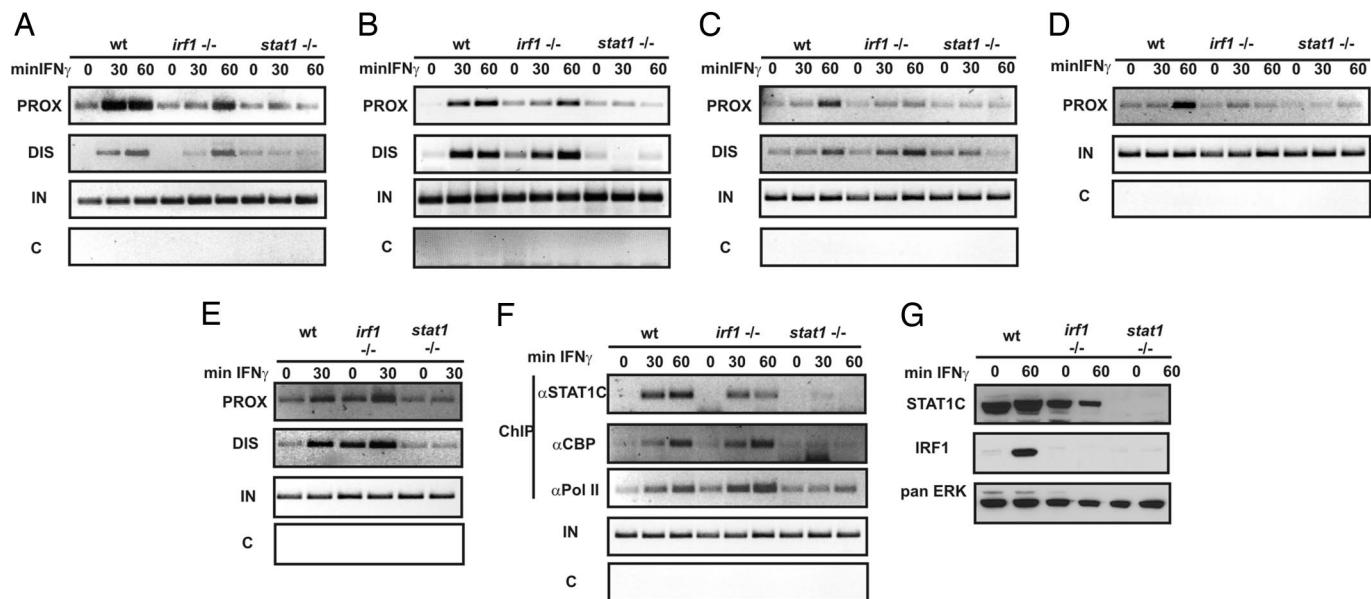 A
wt irf1 -/- stat1 -/-
minIFNγ 0 30 60 0 30 60 0 30 60
PROX
DIS
IN
C
B
wt irf1 -/- stat1 -/-
minIFNγ 0 30 60 0 30 60 0 30 60
PROX
DIS
IN
C
C
wt irf1 -/- stat1 -/-
minIFNγ 0 30 60 0 30 60 0 30 60
PROX
DIS
IN
C
D
wt irf1 -/- stat1 -/-
minIFNγ 0 30 60 0 30 60 0 30 60
PROX
IN
C
E
wt irf1 -/- stat1 -/-
min IFNγ 0 30 0 30 0 30
PROX
DIS
IN
C
F
wt irf1 -/- stat1 -/-
min IFNγ 0 30 60 0 30 60 0 30 60
ChIP
αSTAT1C
αCBP
αPol II
IN
C
G
wt irf1 -/- stat1 -/-
min IFNγ 0 60 0 60 0 60
STAT1C
IRF1
pan ERK